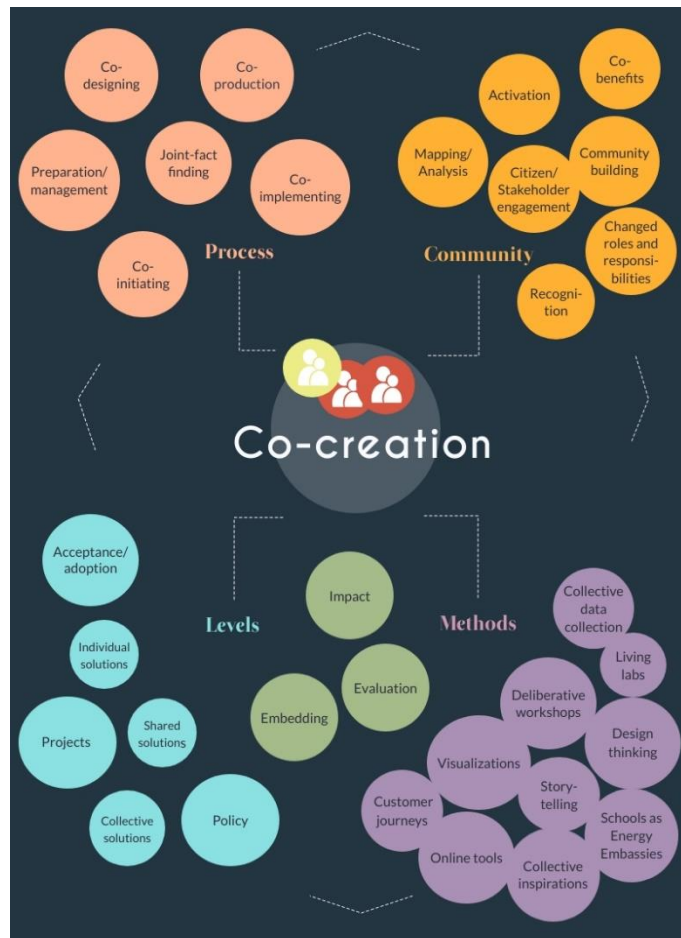 Co-
designing
Co-
production
Preparation/
management
Joint-fact
finding
Co-
implementing
Co-
initiating
Process
Co-
benefits
Activation
Mapping/
Analysis
Citizen/
Stakeholder
engagement
Community
building
Changed
roles and
responsi-
bilities
Recogni-
tion
Community
Co-creation
Acceptance/
adoption
Individual
solutions
Projects
Shared
solutions
Collective
solutions
Policy
Levels
Impact
Evaluation
Embedding
Methods
Collective
data
collection
Living
labs
Deliberative
workshops
Design
thinking
Visualizations
Story-
telling
Customer
journeys
Schools as
Energy
Embassies
Online tools
Collective
inspirations